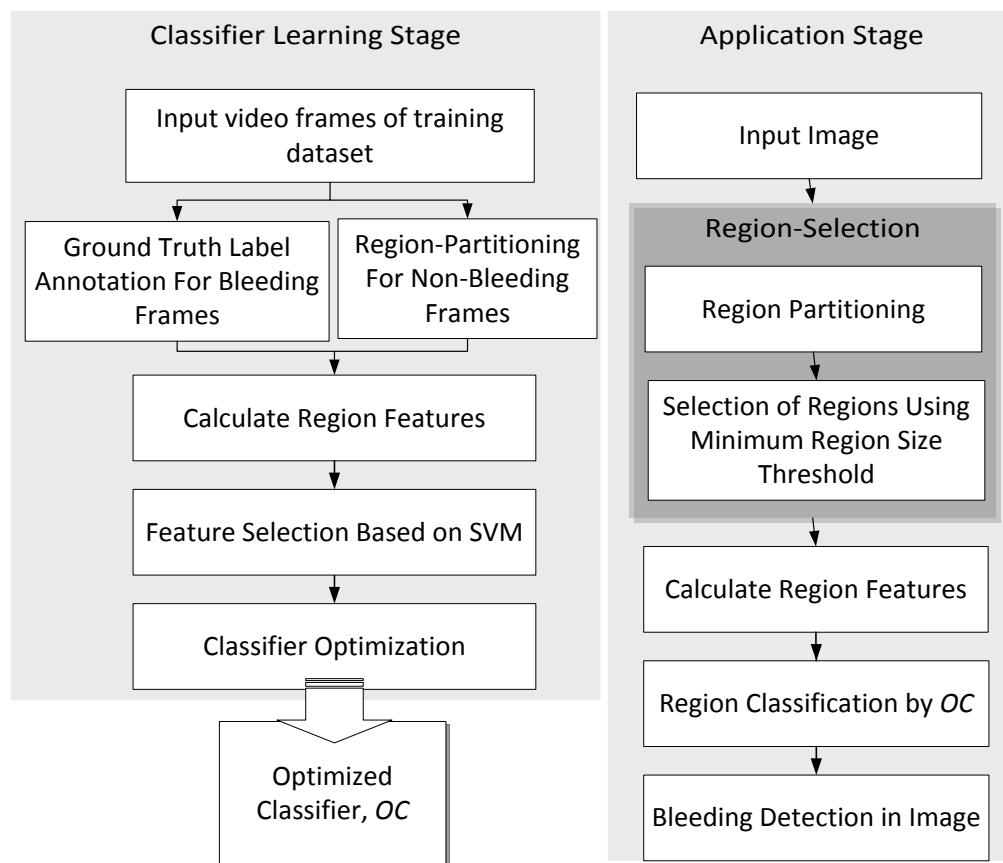 Classifier Learning Stage
Input video frames of training
dataset
Ground Truth Label
Annotation For Bleeding
Frames
Region-Partitioning
For Non-Bleeding
Frames
Calculate Region Features
Feature Selection Based on SVM
Classifier Optimization
Optimized
Classifier, OC
Application Stage
Input Image
Region-Selection
Region Partitioning
Selection of Regions Using
Minimum Region Size
Threshold
Calculate Region Features
Region Classification by OC
Bleeding Detection in Image